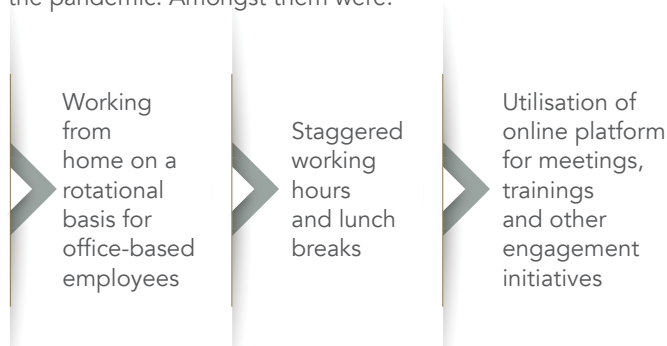 the pandemic. Amongst them were:
Working
from
home on a
rotational
basis for
office-based
employees
Staggered
working
hours
and lunch
breaks
Utilisation of
online platform
for meetings,
trainings
and other
engagement
initiatives